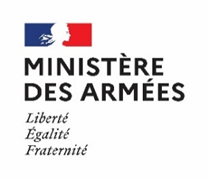 MINISTÈRE
DES ARMÉES
Liberté
Égalité
Fraternité